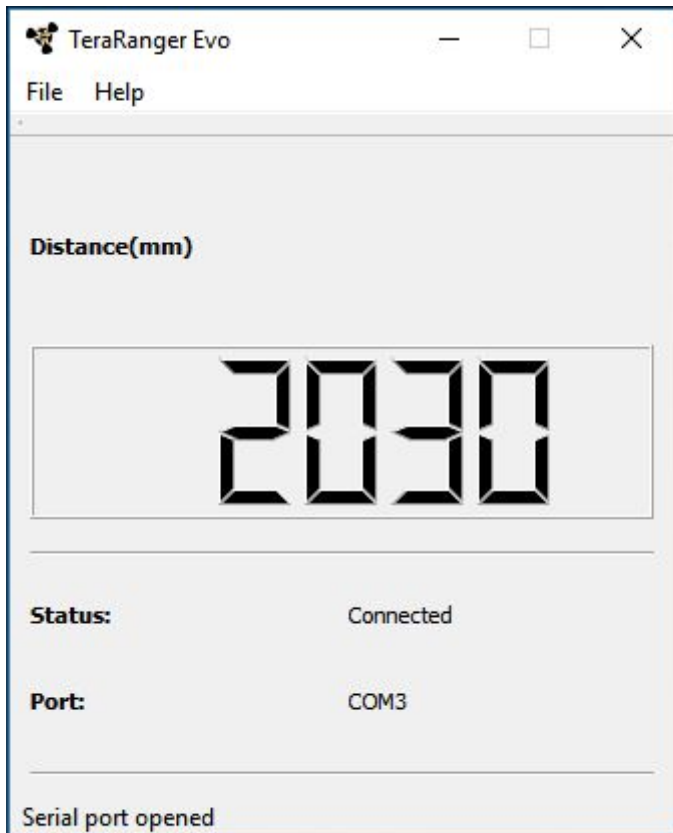 TeraRanger Evo
File Help
Distance(mm)
2030
Status: Connected
Port: COM3
Serial port opened